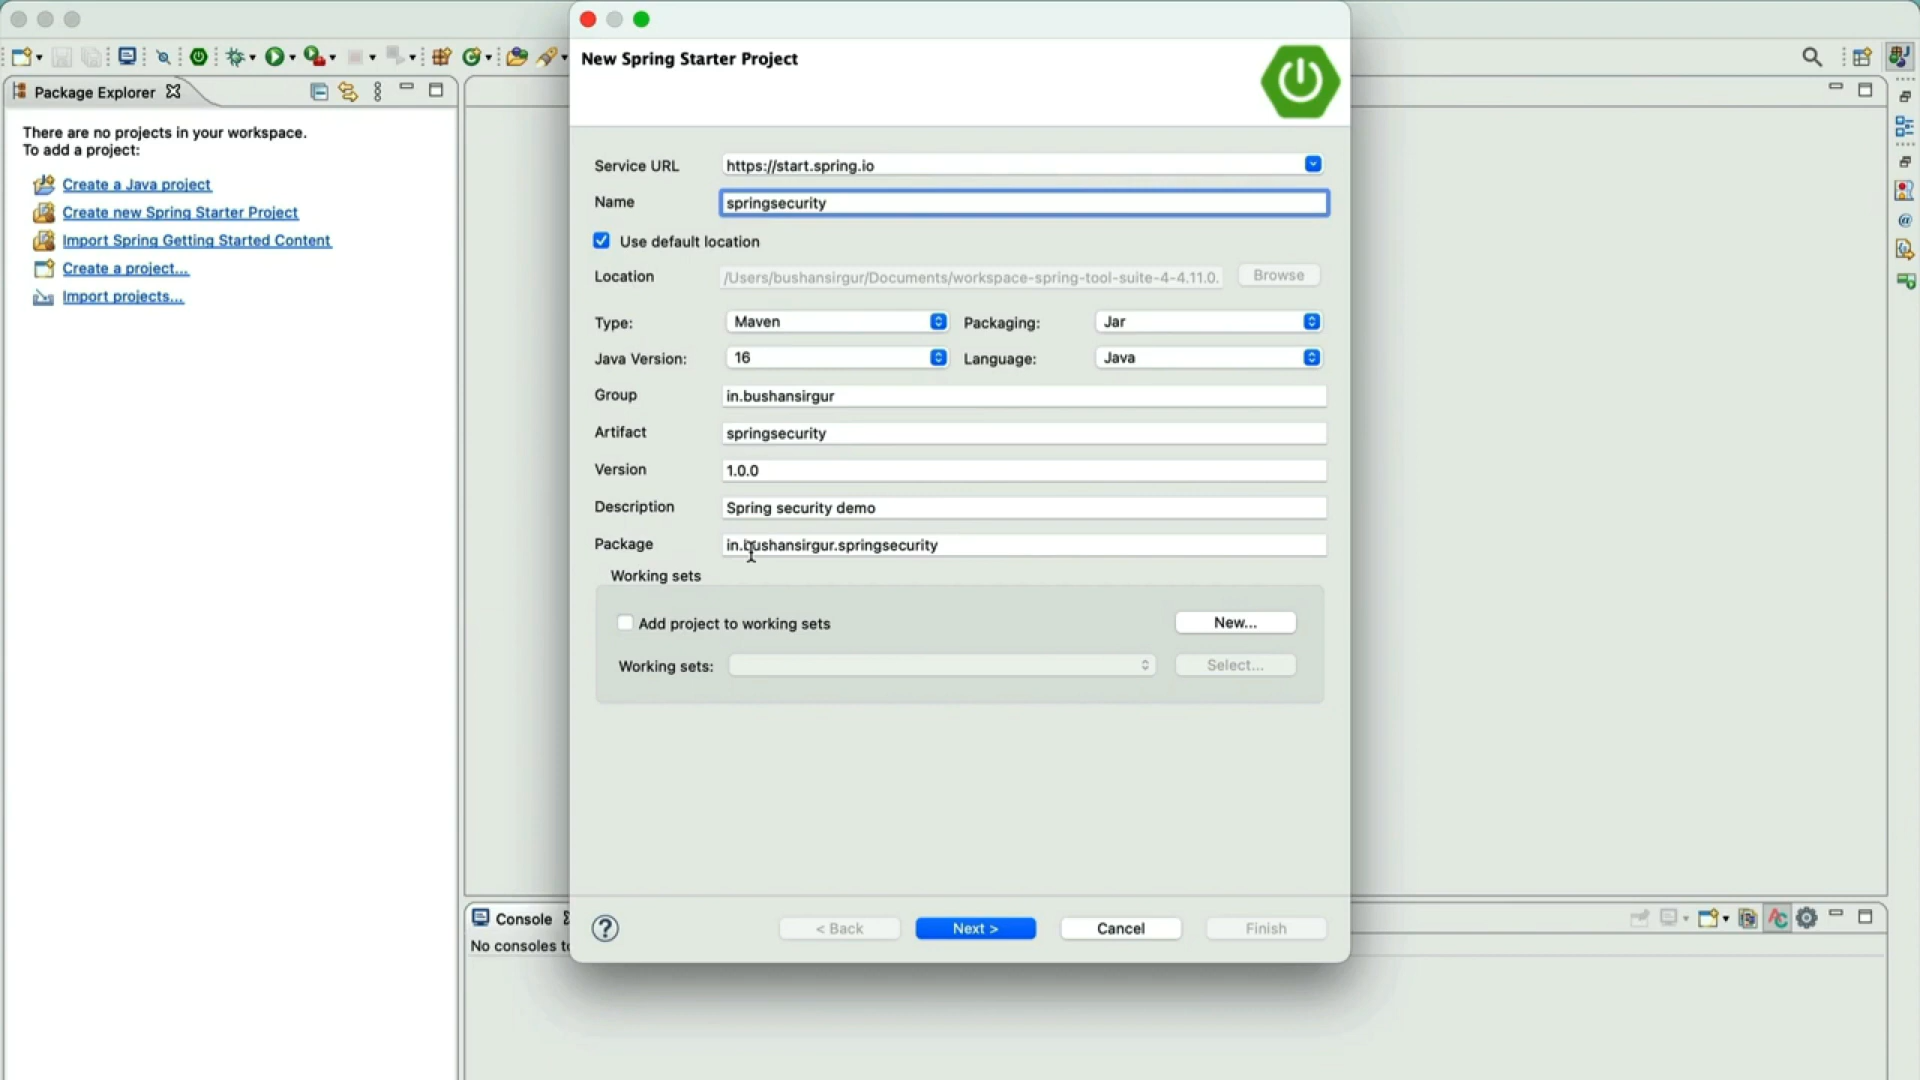 New Spring Starter Project
Package Explorer
There are no projects in your workspace.
To add a project:
Create a Java project
Create new Spring Starter Project
Import Spring Getting Started Content
Create a project...
Import projects...
Service URL https://start.spring.io
Name springsecurity
Use default location
Location /Users/bushansirgur/Documents/workspace-spring-tool-suite-4-4.11.0. Browse
Type: Maven Packaging: Jar
Java Version: 16 Language: Java
Group in.bushansirgur
Artifact springsecurity
Version 1.0.0
Description Spring security demo
Package in.bushansirgur.springsecurity
Working sets
Add project to working sets New...
Working sets: Select...
< Back Next > Cancel Finish
Console
No consoles